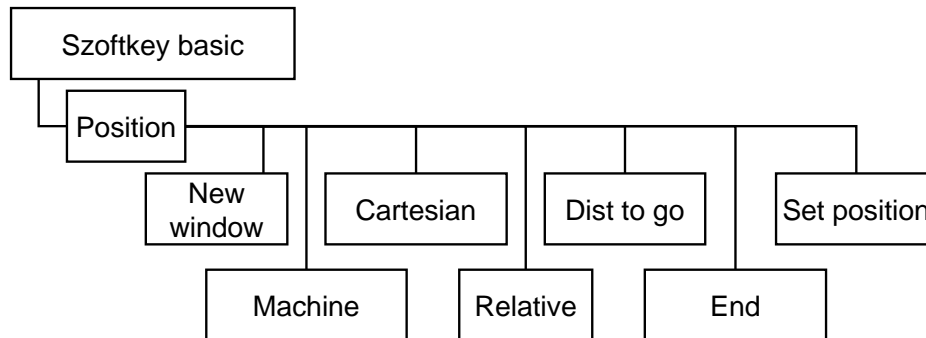 Szoftkey basic
Position
New
window
Cartesian
Dist to go
Set position
Machine
Relative
End